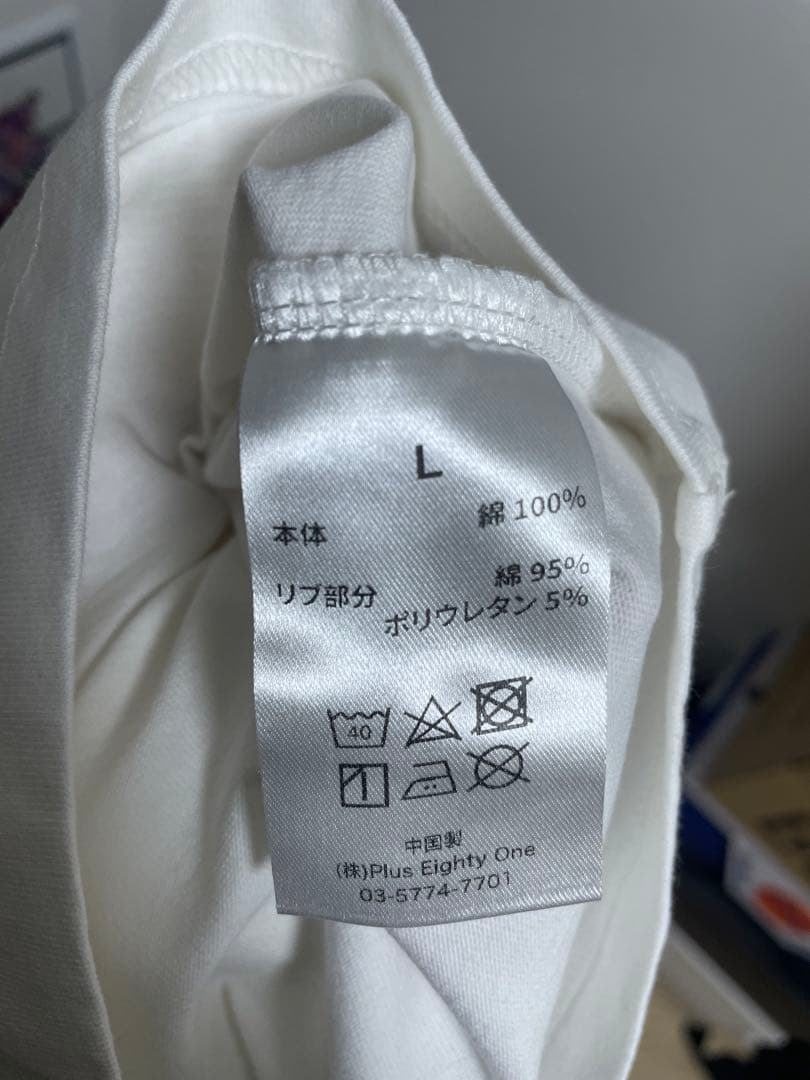 L
本体 綿 100%
リブ部分 綿 95%
ポリウレタン 5%
40
中国製
(株)Plus Eighty One
03-5774-7701